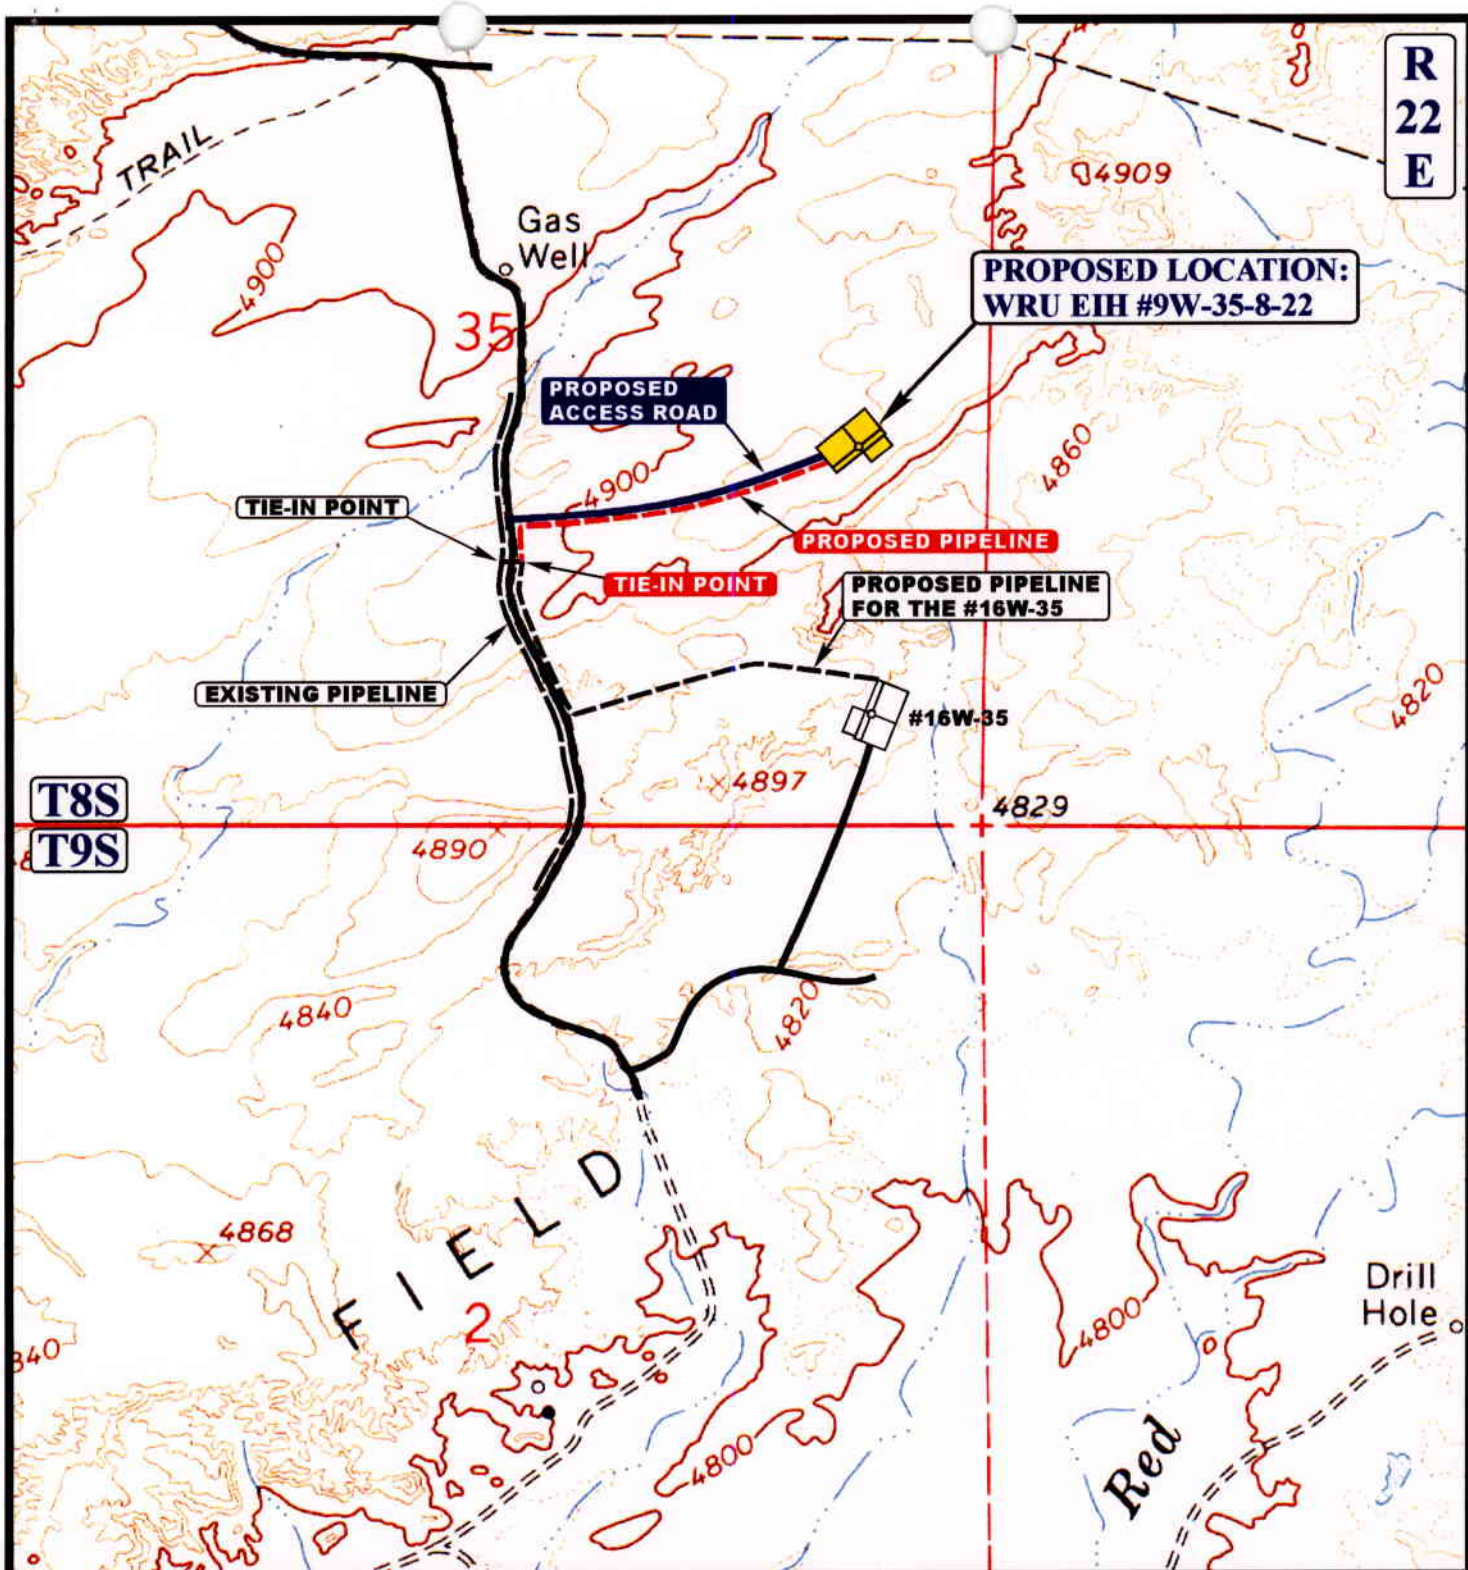 R
22
E
TRAIL
4909
Gas
Well
4900
PROPOSED LOCATION:
WRU EIH #9W-35-8-22
35
PROPOSED
ACCESS ROAD
4860
4900
TIE-IN POINT
PROPOSED PIPELINE
TIE-IN POINT
PROPOSED PIPELINE
FOR THE #16W-35
EXISTING PIPELINE
#16W-35
4820
4897
T8S
4829
T9S
4890
4840
4820
FIELD
4868
2
Drill
Hole
4800
840
4800
Red